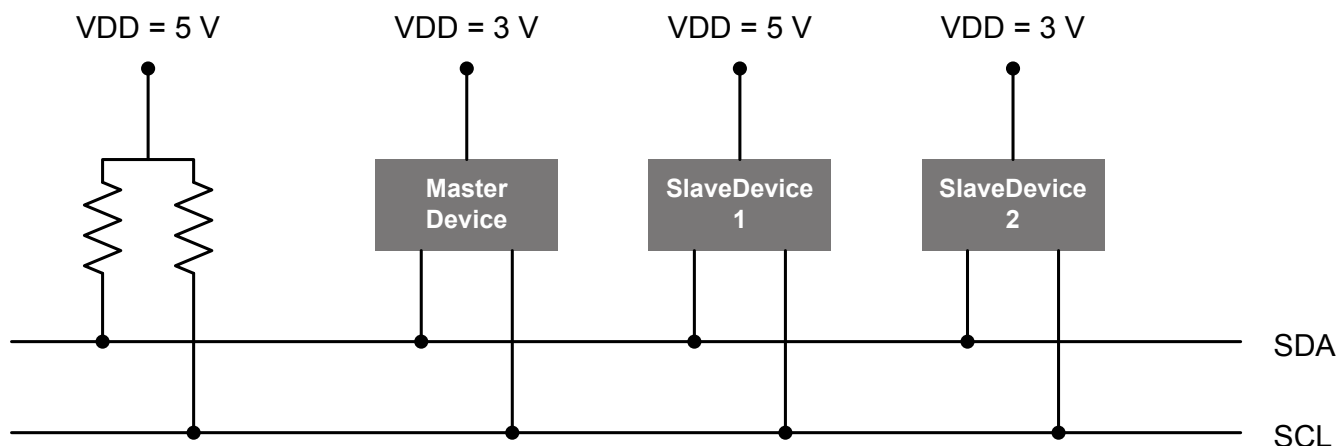 VDD = 5 V
VDD = 3 V
VDD = 5 V
VDD = 3 V
Master
Device
SlaveDevice
1
SlaveDevice
2
SDA
SCL